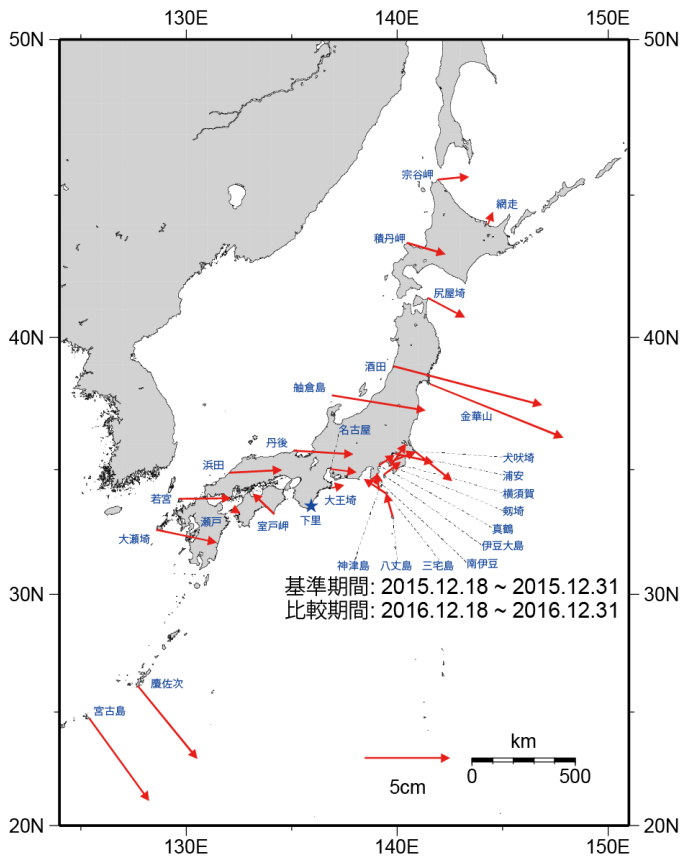 130E 140E 150E
50N 50N
宗谷岬
網走
積丹岬
尻屋埼
40N 40N
酒田
舳倉島
金華山
名古屋
丹後
浜田
犬吠埼
浦安
若宮
大王埼
横須賀
剱埼
瀬戸
室戸岬
下里
真鶴
大瀬埼
伊豆大島
神津島 八丈島 三宅島 南伊豆
基準期間: 2015.12.18 ~ 2015.12.31
30N 30N
比較期間: 2016.12.18 ~ 2016.12.31
慶佐次
宮古島
km
5cm
0 500
20N 20N
130E 140E 150E